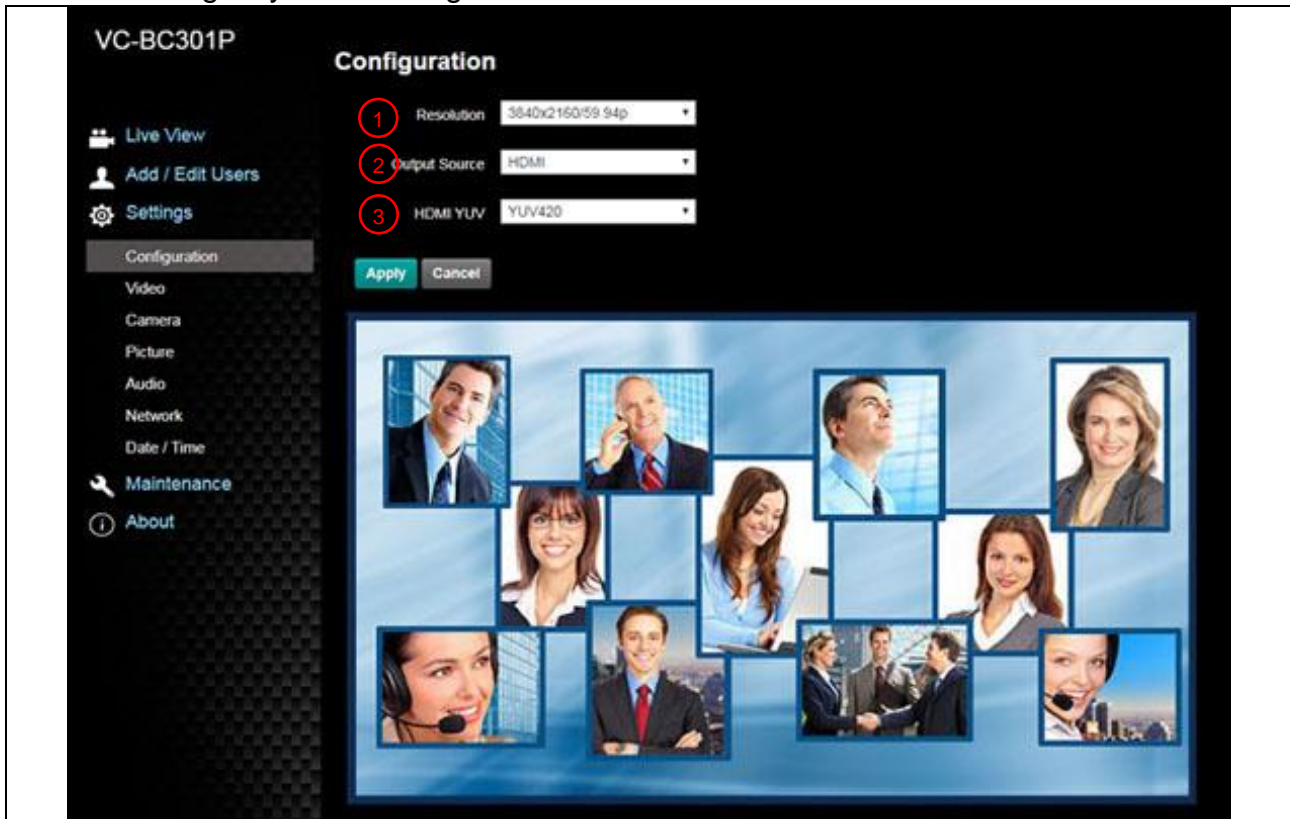 VC-BC301P
Live View
Add / Edit Users
Settings
Configuration
Video
Camera
Picture
Audio
Network
Date / Time
Maintenance
About
Configuration
1 Resolution 3840x2160/59.94p
2 Output Source HDMI
3 HDMI YUV YUV420
Apply Cancel